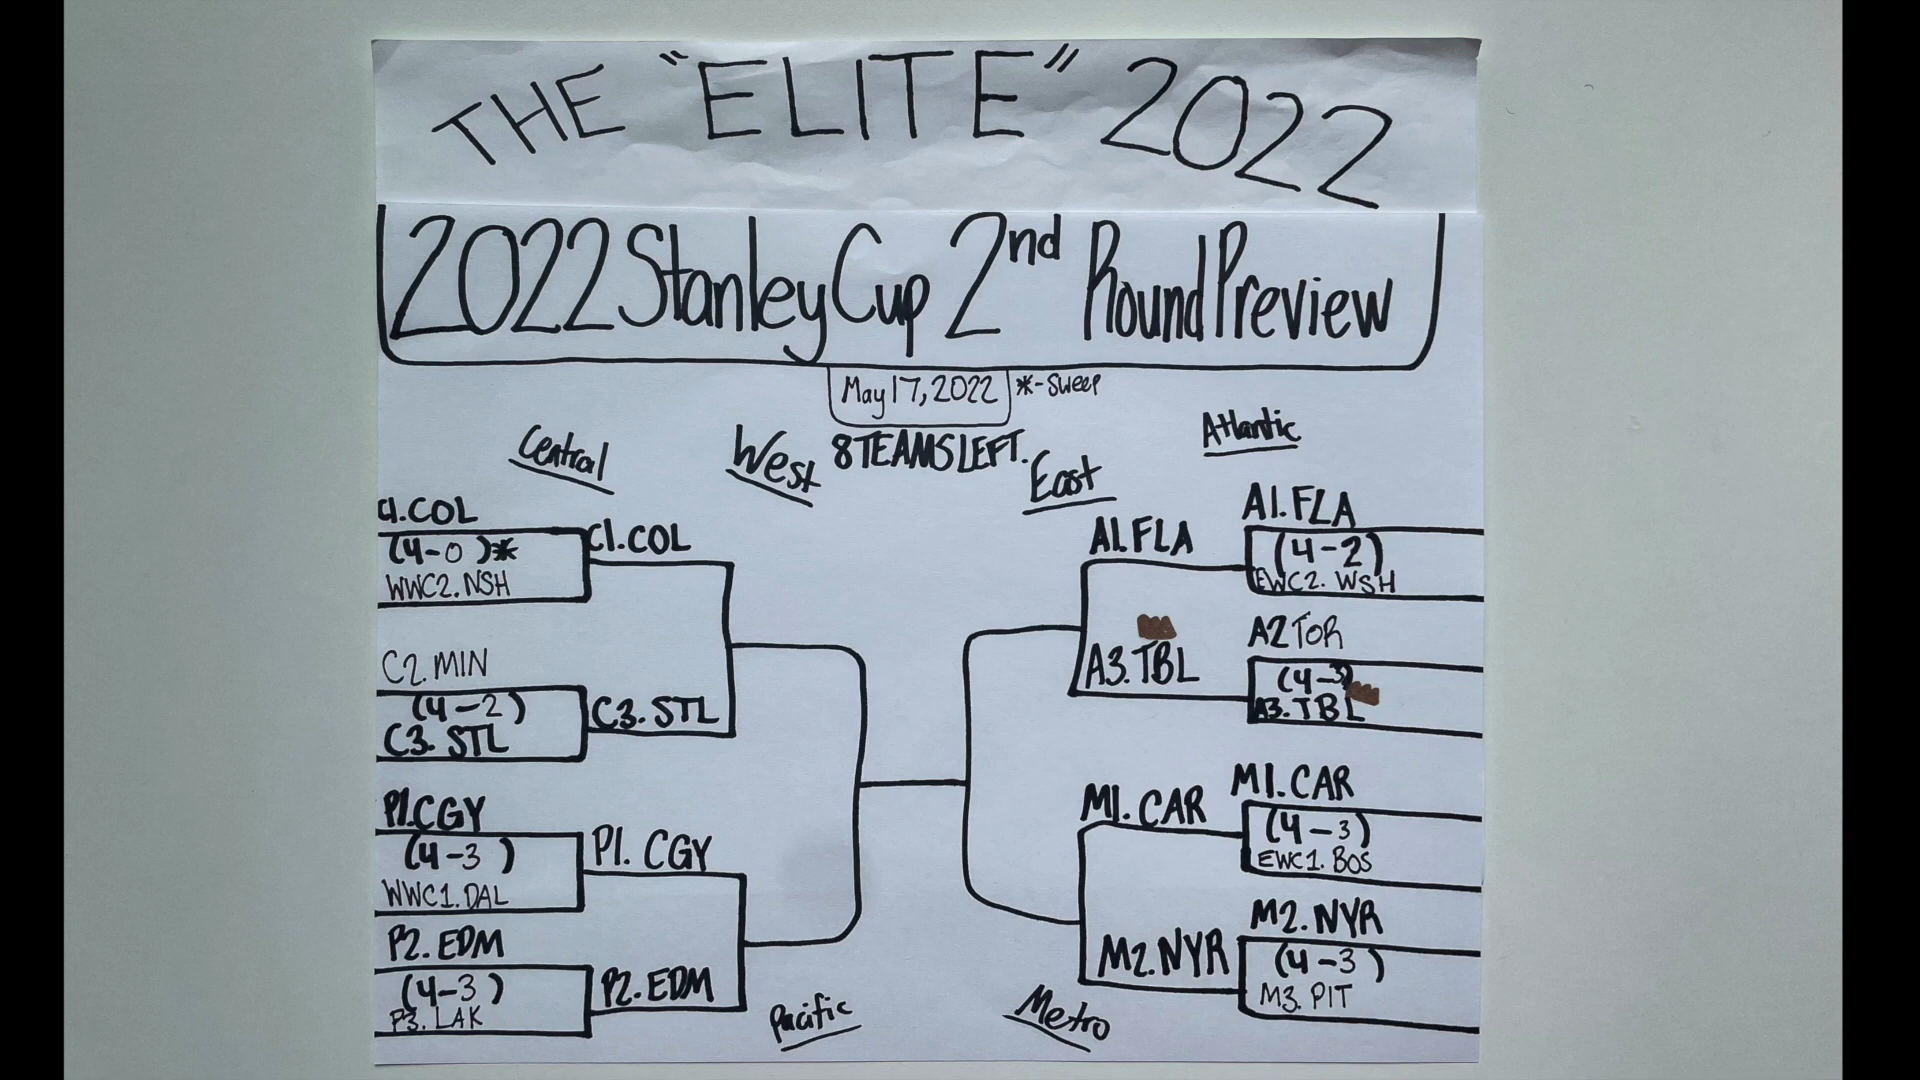 THE "ELITE" 2022
2022 Stanley Cup 2nd Round Preview
May 17, 2022
*-Sweep
8 TEAMS LEFT.
Central
West
East
Atlantic
C1.COL
(4-0)*
WWC2. NSH
C1.COL
C2. MIN
(4-2)
C3. STL
C3. STL
P1.CGY
(4-3)
WWC1. DAL
P1. CGY
P2. EDM
(4-3)
P3. LAK
P2. EDM
Pacific
A1.FLA
A1.FLA
(4-2)
EWC2. WSH
A3.TBL
A2 TOR
(4-3)
A3.TBL
M1.CAR
M1.CAR
(4-3)
EWC1. BOS
M2.NYR
M2.NYR
(4-3)
M3. PIT
Metro